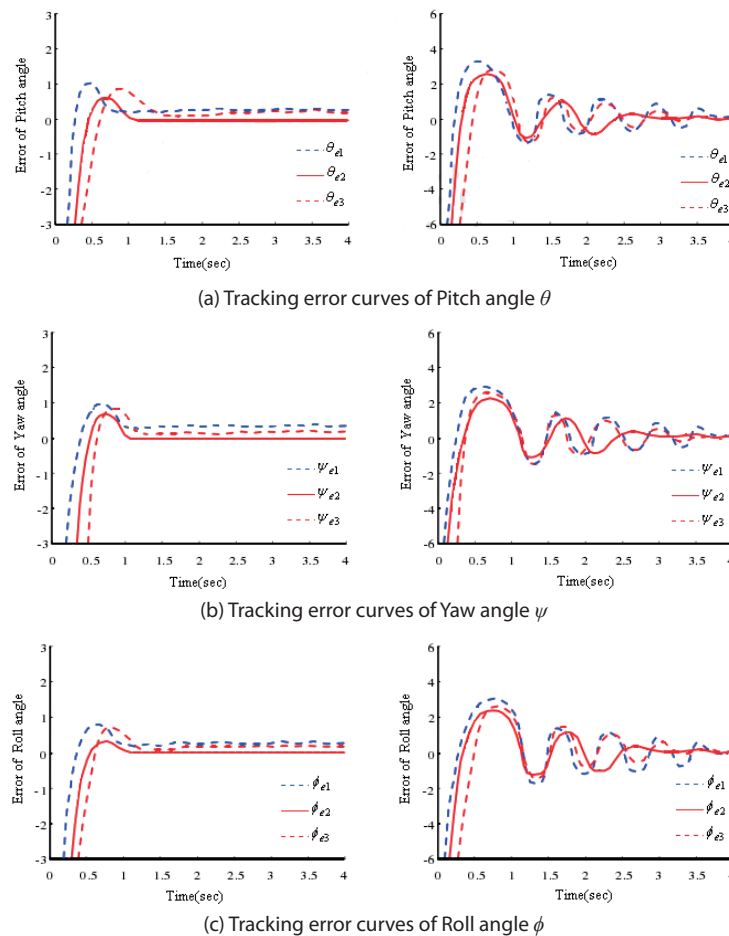 3
2
1
0
-1
-2
-3
Error of Pitch angle
θe1
θe2
θe3
0 0.5 1 1.5 2 2.5 3 3.5 4
Time(sec)
6
4
2
0
-2
-4
-6
Error of Pitch angle
θe1
θe2
θe3
0 0.5 1 1.5 2 2.5 3 3.5 4
Time(sec)
(a) Tracking error curves of Pitch angle θ
3
2
1
0
-1
-2
-3
Error of Yaw angle
ψe1
ψe2
ψe3
0 0.5 1 1.5 2 2.5 3 3.5 4
Time(sec)
6
4
2
0
-2
-4
-6
Error of Yaw angle
ψe1
ψe2
ψe3
0 0.5 1 1.5 2 2.5 3 3.5 4
Time(sec)
(b) Tracking error curves of Yaw angle ψ
3
2
1
0
-1
-2
-3
Error of Roll angle
ϕe1
ϕe2
ϕe3
0 0.5 1 1.5 2 2.5 3 3.5 4
Time(sec)
6
4
2
0
-2
-4
-6
Error of Roll angle
ϕe1
ϕe2
ϕe3
0 0.5 1 1.5 2 2.5 3 3.5 4
Time(sec)
(c) Tracking error curves of Roll angle ϕ